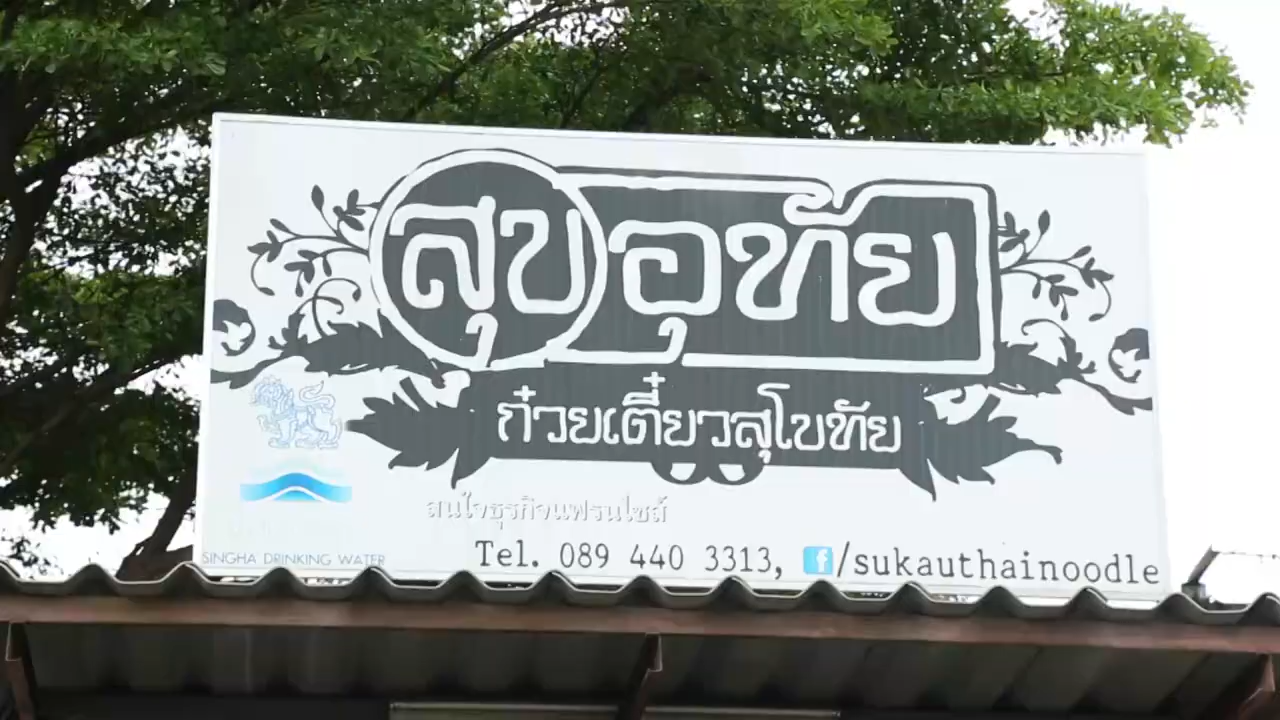 สุขอุทัย
ก๋วยเตี๋ยวสุโขทัย
สนใจธุรกิจแฟรนไชส์
SINGHA DRINKING WATER
Tel. 089 440 3313, f/sukauthainoodle